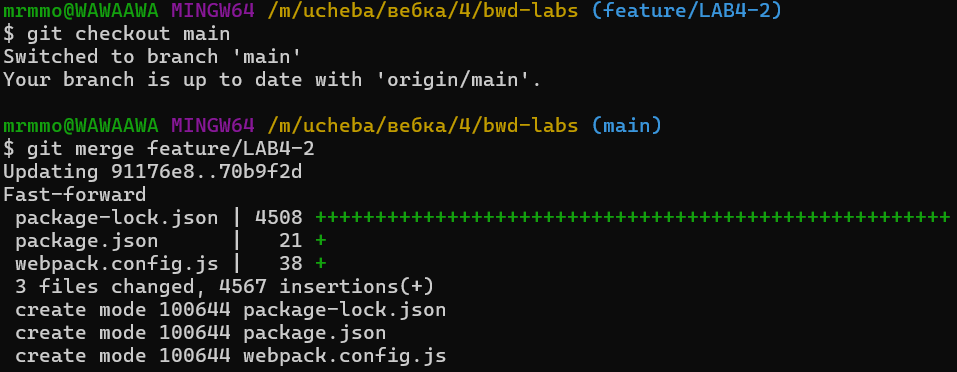 mrmmo@WAWAAWA MINGW64 /m/ucheba/вебка/4/bwd-labs (feature/LAB4-2)
$ git checkout main
Switched to branch 'main'
Your branch is up to date with 'origin/main'.
mrmmo@WAWAAWA MINGW64 /m/ucheba/вебка/4/bwd-labs (main)
$ git merge feature/LAB4-2
Updating 91176e8..70b9f2d
Fast-forward
package-lock.json | 4508 +++++++++++++++++++++++++++++++++++++++++++++++++++++
package.json      |   21 +
webpack.config.js |   38 +
3 files changed, 4567 insertions(+)
create mode 100644 package-lock.json
create mode 100644 package.json
create mode 100644 webpack.config.js